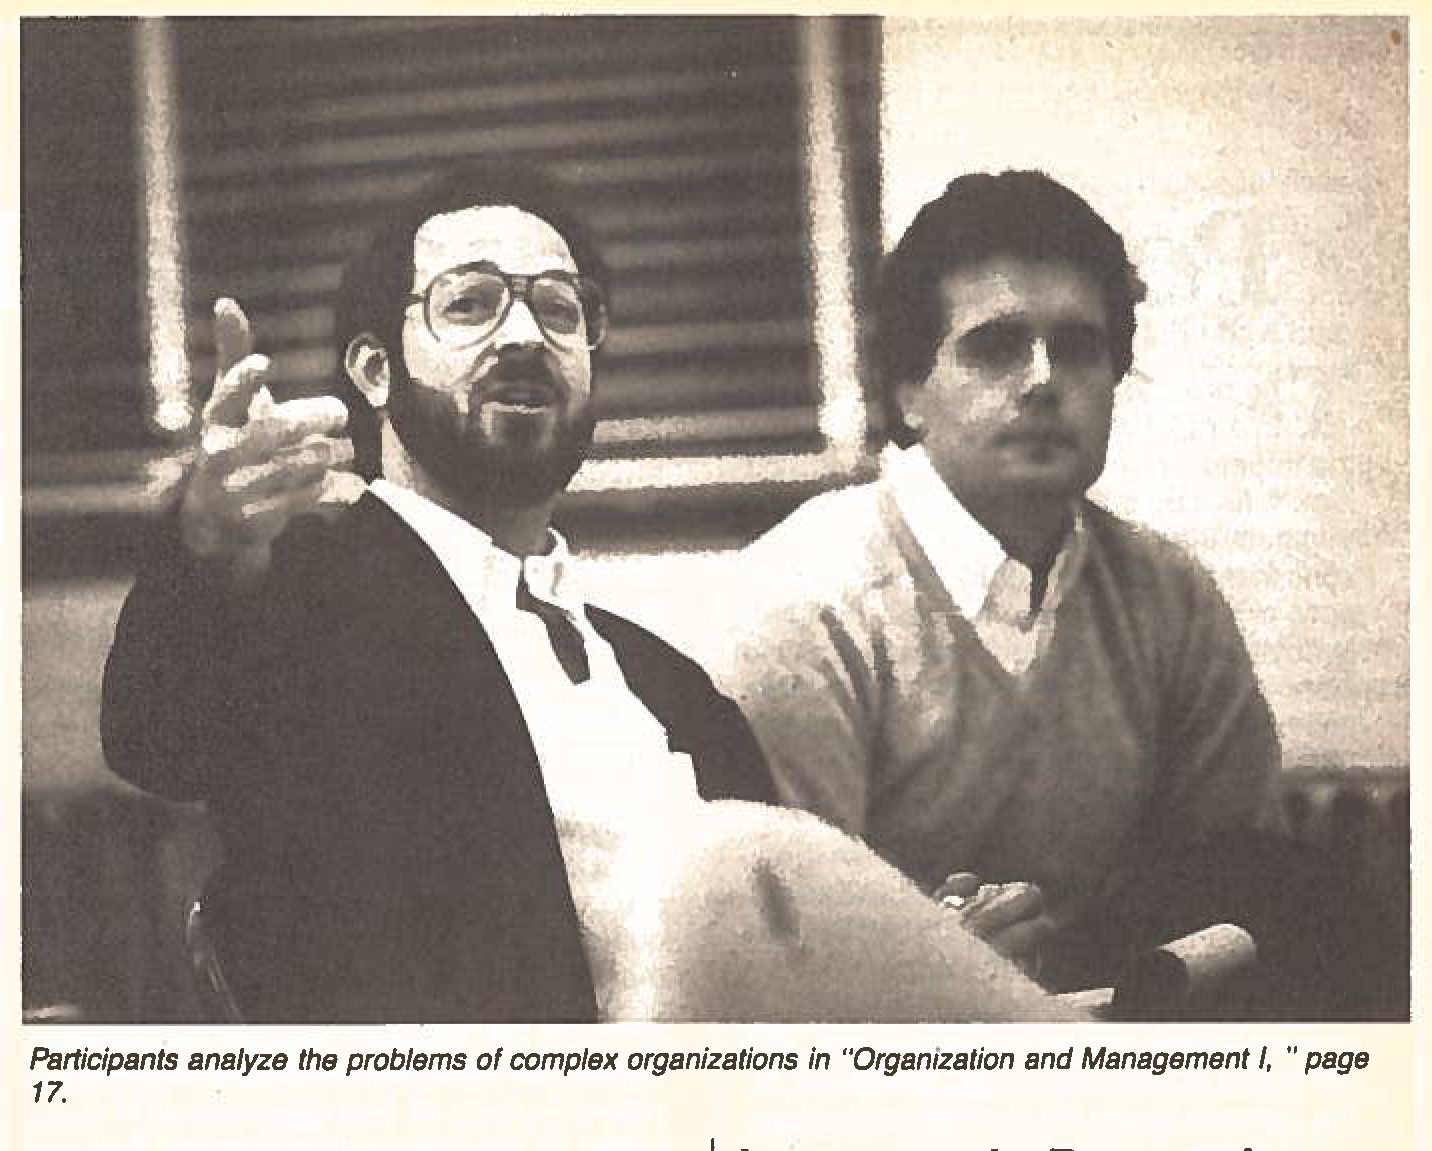 Participants analyze the problems of complex organizations in “Organization and Management I, ” page
17.